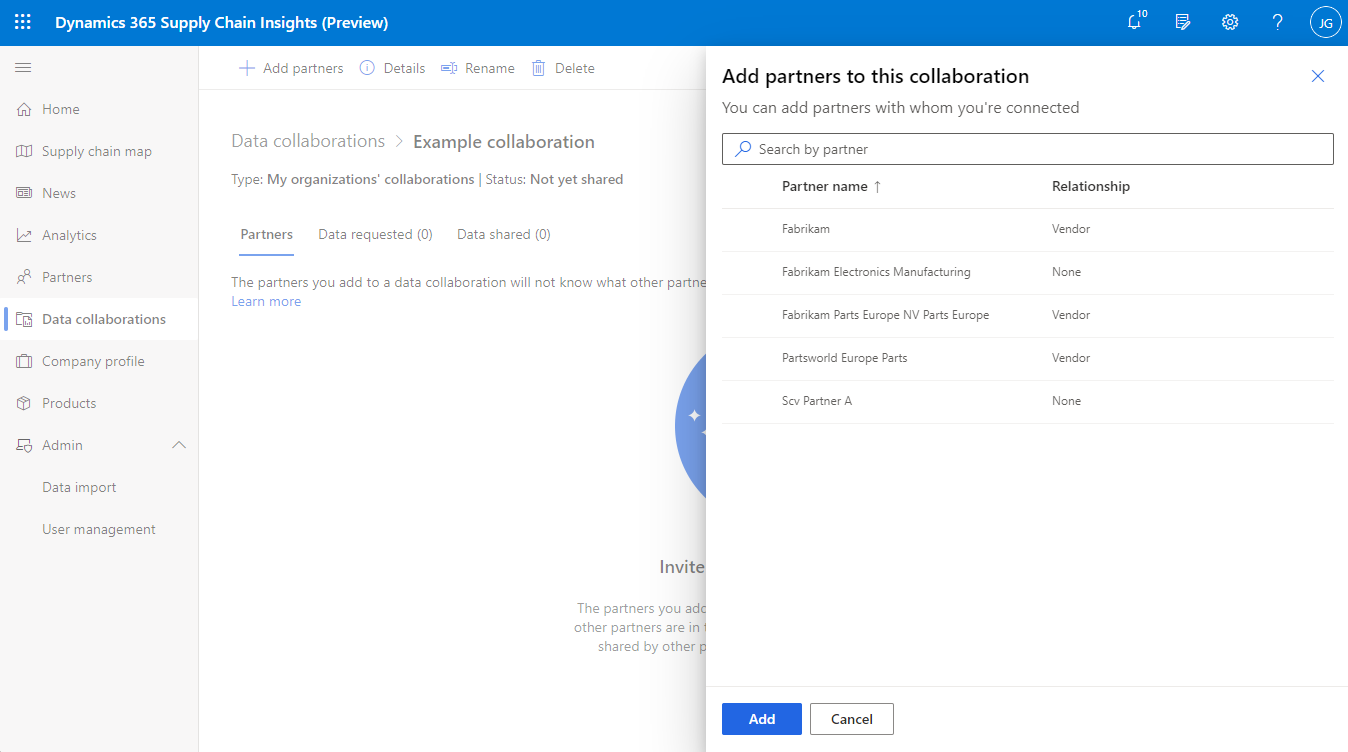 Dynamics 365 Supply Chain Insights (Preview)
10
JG
Home
Supply chain map
News
Analytics
Partners
Data collaborations
Company profile
Products
Admin
Data import
User management
Add partners
Details
Rename
Delete
Data collaborations > Example collaboration
Type: My organizations' collaborations | Status: Not yet shared
Partners
Data requested (0)
Data shared (0)
The partners you add to a data collaboration will not know what other partne
Learn more
Invite
The partners you add
other partners are in t
shared by other p
Add partners to this collaboration
You can add partners with whom you're connected
Search by partner
Partner name ↑ Relationship
Fabrikam Vendor
Fabrikam Electronics Manufacturing None
Fabrikam Parts Europe NV Parts Europe Vendor
Partsworld Europe Parts Vendor
Scv Partner A None
Add
Cancel